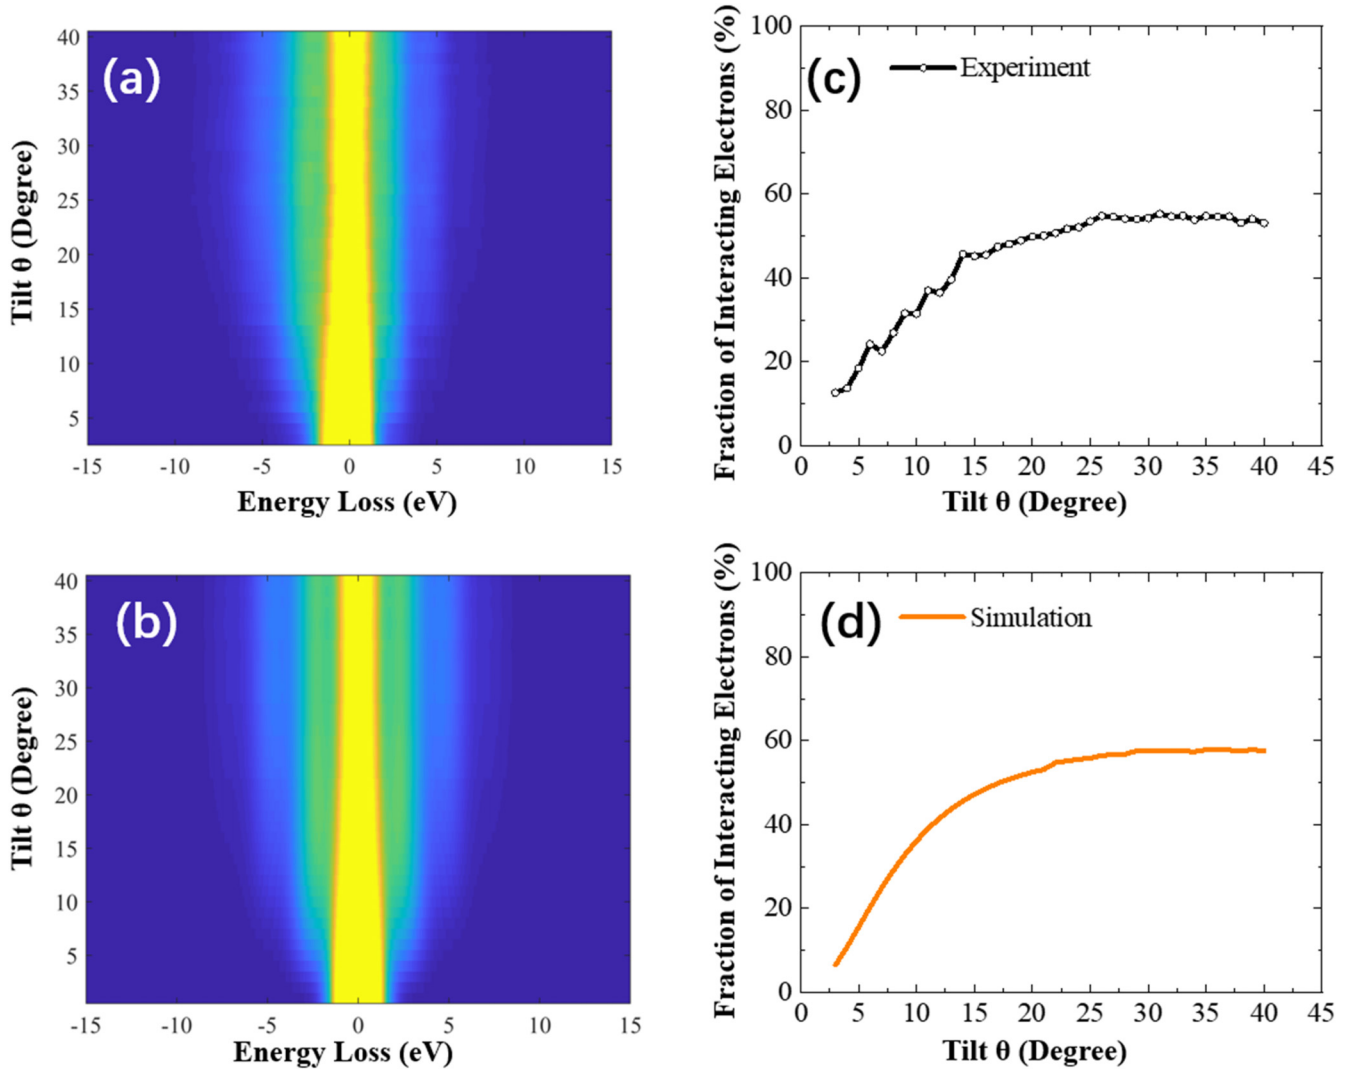 (a)
40
35
30
25
20
15
10
5
Tilt θ (Degree)
-15 -10 -5 0 5 10 15
Energy Loss (eV)
(c)
Experiment
100
80
60
40
20
0
Fraction of Interacting Electrons (%)
0 5 10 15 20 25 30 35 40 45
Tilt θ (Degree)
(b)
40
35
30
25
20
15
10
5
Tilt θ (Degree)
-15 -10 -5 0 5 10 15
Energy Loss (eV)
(d)
Simulation
100
80
60
40
20
0
Fraction of Interacting Electrons (%)
0 5 10 15 20 25 30 35 40 45
Tilt θ (Degree)